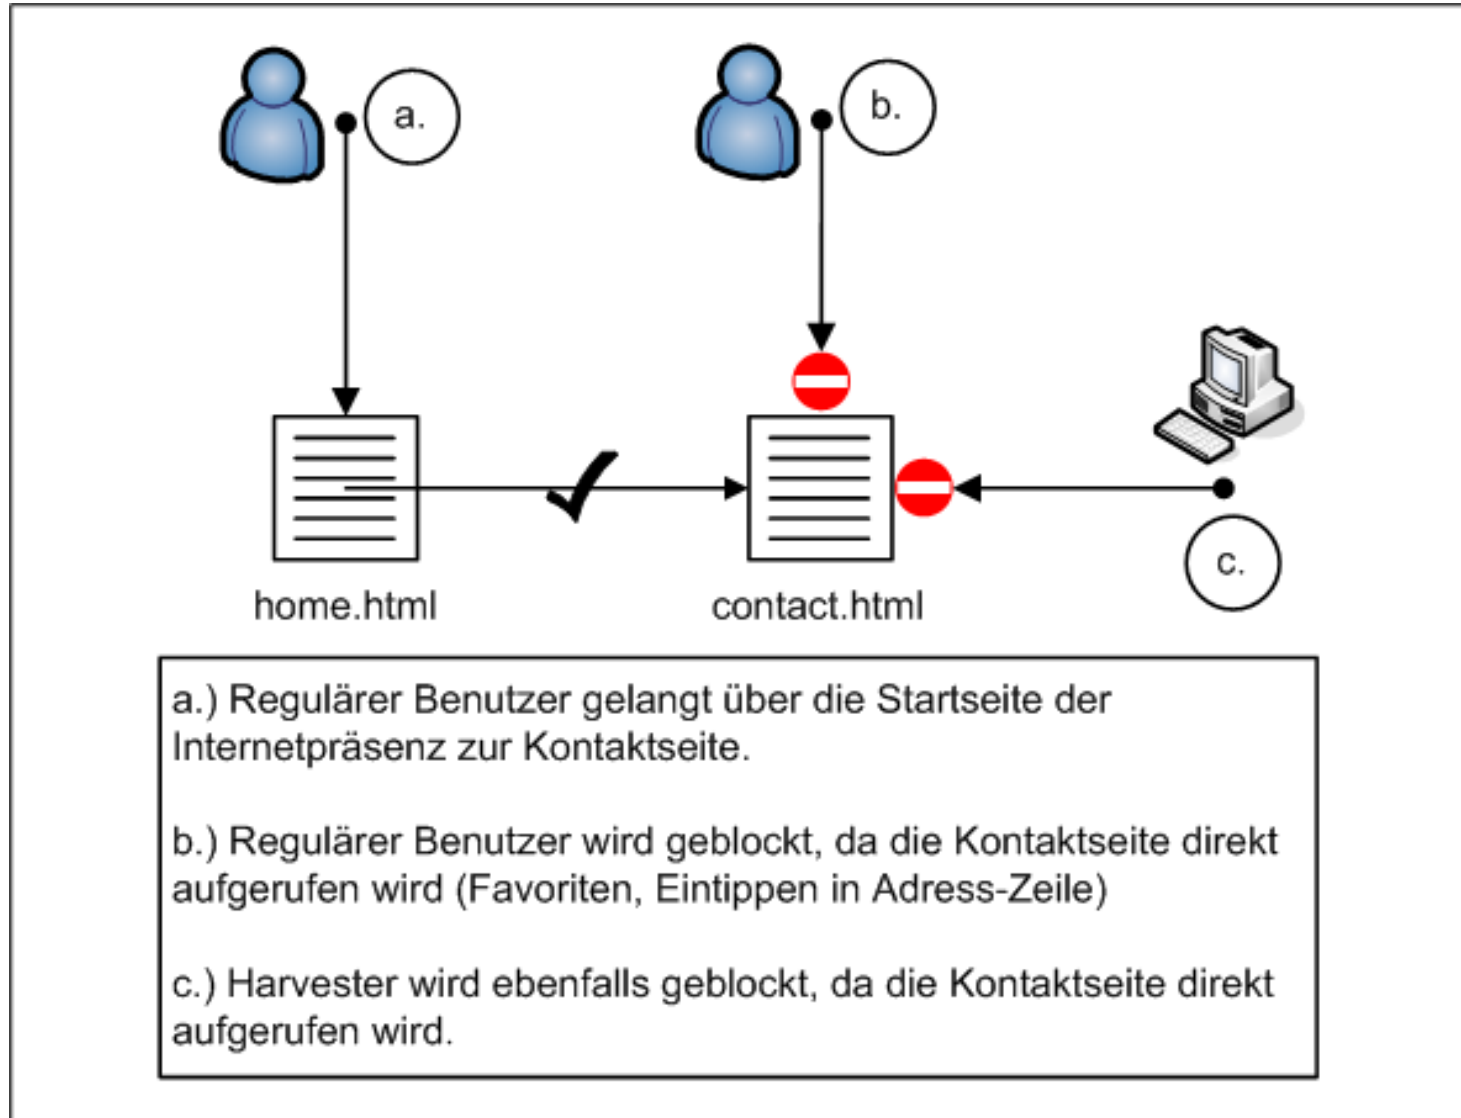 a.
b.
c.
home.html
contact.html
a.) Regulärer Benutzer gelangt über die Startseite der
Internetpräsenz zur Kontaktseite.
b.) Regulärer Benutzer wird geblockt, da die Kontaktseite direkt
aufgerufen wird (Favoriten, Eintippen in Adress-Zeile)
c.) Harvester wird ebenfalls geblockt, da die Kontaktseite direkt
aufgerufen wird.